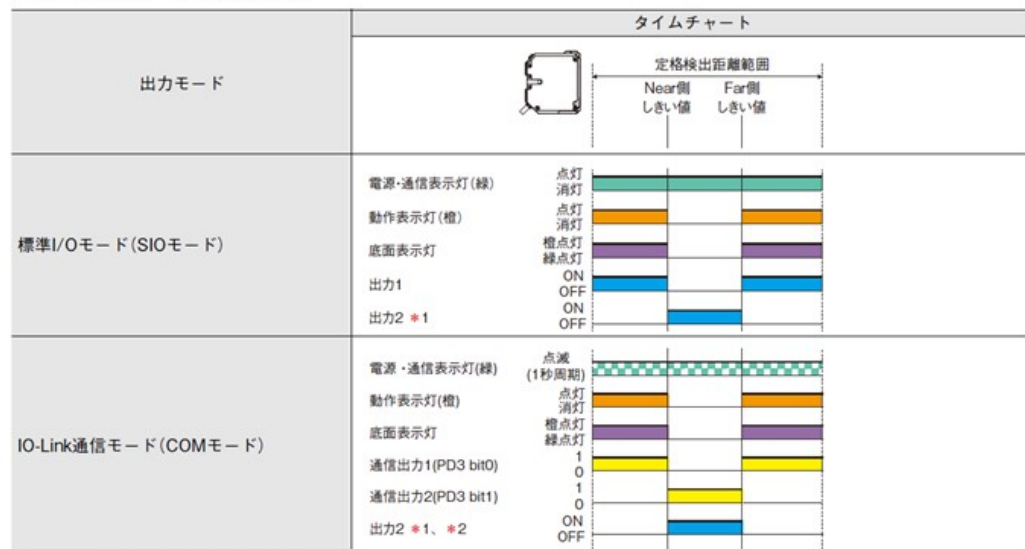 タイムチャート
出力モード
定格検出距離範囲
Near側 Far側
しきい値 しきい値
標準I/Oモード(SIOモード)
電源・通信表示灯(緑) 点灯
消灯
動作表示灯(橙) 点灯
消灯
底面表示灯 橙点灯
緑点灯
出力1 ON
OFF
出力2 *1 ON
OFF
IO-Link通信モード(COMモード)
電源・通信表示灯(緑) 点滅
(1秒周期)
動作表示灯(橙) 点灯
消灯
底面表示灯 橙点灯
緑点灯
通信出力1(PD3 bit0) 1
0
通信出力2(PD3 bit1) 1
0
出力2 *1、*2 ON
OFF